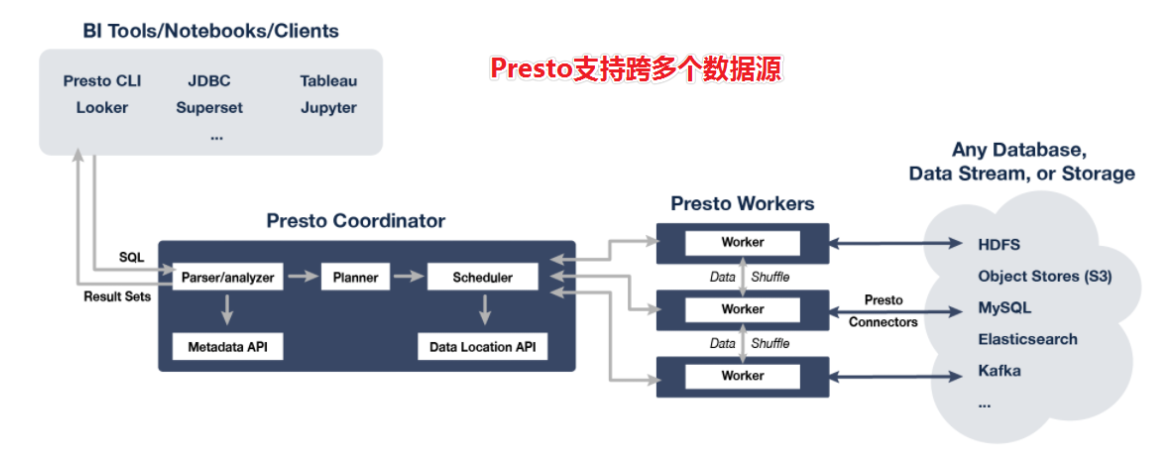 BI Tools/Notebooks/Clients
Presto CLI JDBC Tableau
Looker Superset Jupyter
...
Presto支持跨多个数据源
Any Database,
Data Stream, or Storage
Presto Coordinator
Presto Workers
SQL
Result Sets
Parser/analyzer
Planner
Scheduler
Metadata API
Data Location API
Worker
Data Shuffle
Worker
Data Shuffle
Worker
Presto
Connectors
HDFS
Object Stores (S3)
MySQL
Elasticsearch
Kafka
...